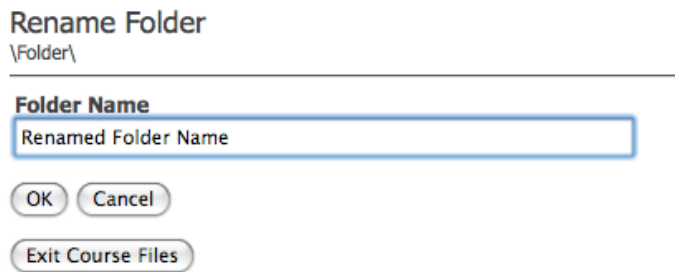 Rename Folder
\Folder\
Folder Name
Renamed Folder Name
OK Cancel
Exit Course Files